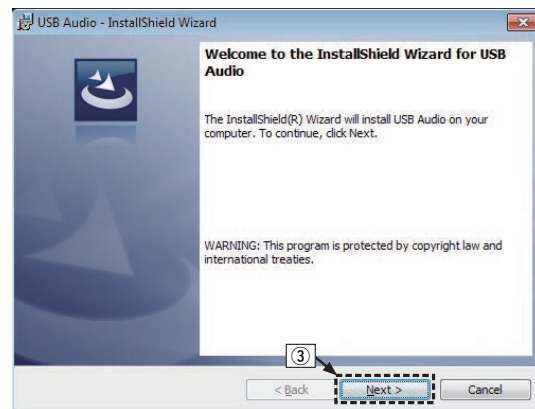 USB Audio - InstallShield Wizard
Welcome to the InstallShield Wizard for USB
Audio
The InstallShield(R) Wizard will install USB Audio on your
computer. To continue, click Next.
WARNING: This program is protected by copyright law and
international treaties.
③
< Back
Next >
Cancel